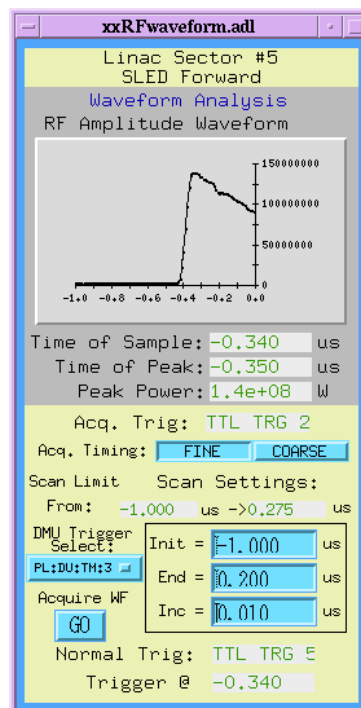 xxRFwaveform.adl
Linac Sector #5
SLED Forward
Waveform Analysis
RF Amplitude Waveform
150000000
100000000
50000000
0
-1.0 -0.8 -0.6 -0.4 -0.2 0.0
Time of Sample: -0.340 us
Time of Peak: -0.350 us
Peak Power: 1.4e+08 W
Acq. Trig: TTL TRG 2
Acq. Timing: FINE COARSE
Scan Limit Scan Settings:
From: -1.000 us ->0.275 us
DMU Trigger
Select:
PL:DU:TM:3
Init = -1.000 us
End = 0.200 us
Inc = 0.010 us
Acquire WF
GO
Normal Trig: TTL TRG 5
Trigger @ -0.340